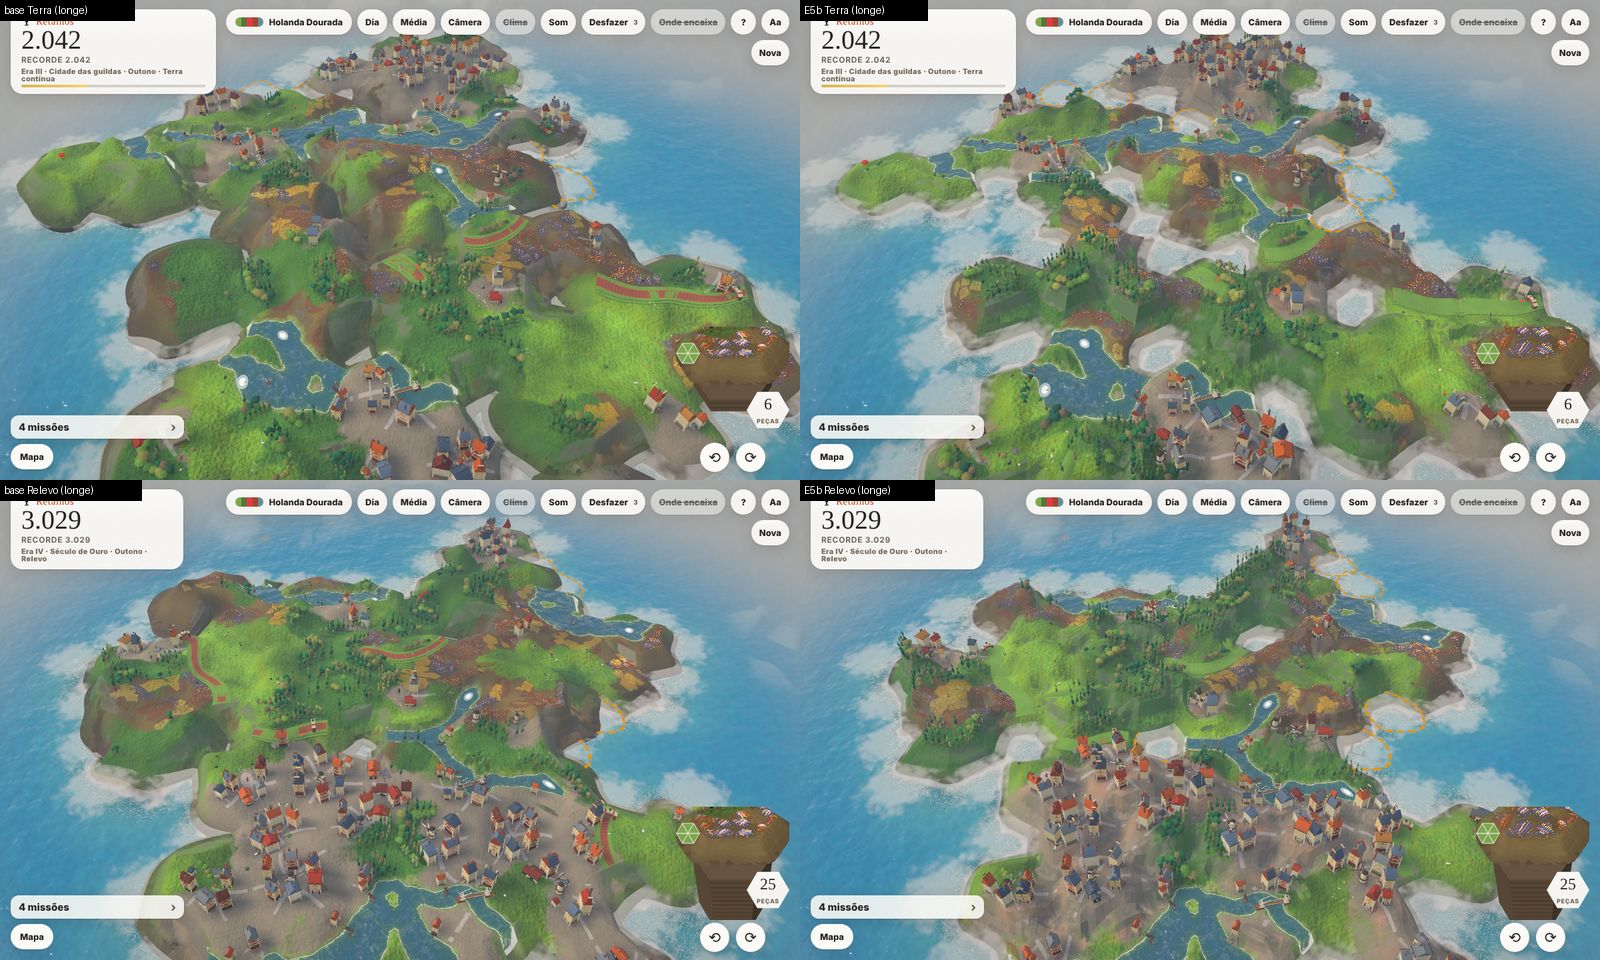 base Terra (longe)
Retalhos
2.042
RECORDE 2.042
Era III · Cidade das guildas · Outono · Terra
contínua
Holanda Dourada
Dia
Média
Câmera
Clima
Som
Desfazer 3
Onde encaixa
?
Aa
Nova
6
PEÇAS
4 missões
Mapa
E5b Terra (longe)
Retalhos
2.042
RECORDE 2.042
Era III · Cidade das guildas · Outono · Terra
contínua
Holanda Dourada
Dia
Média
Câmera
Clima
Som
Desfazer 3
Onde encaixa
?
Aa
Nova
6
PEÇAS
4 missões
Mapa
base Relevo (longe)
Retalhos
3.029
RECORDE 3.029
Era IV · Século de Ouro · Outono ·
Relevo
Holanda Dourada
Dia
Média
Câmera
Clima
Som
Desfazer 3
Onde encaixa
?
Aa
Nova
25
PEÇAS
4 missões
Mapa
E5b Relevo (longe)
Retalhos
3.029
RECORDE 3.029
Era IV · Século de Ouro · Outono ·
Relevo
Holanda Dourada
Dia
Média
Câmera
Clima
Som
Desfazer 3
Onde encaixa
?
Aa
Nova
25
PEÇAS
4 missões
Mapa